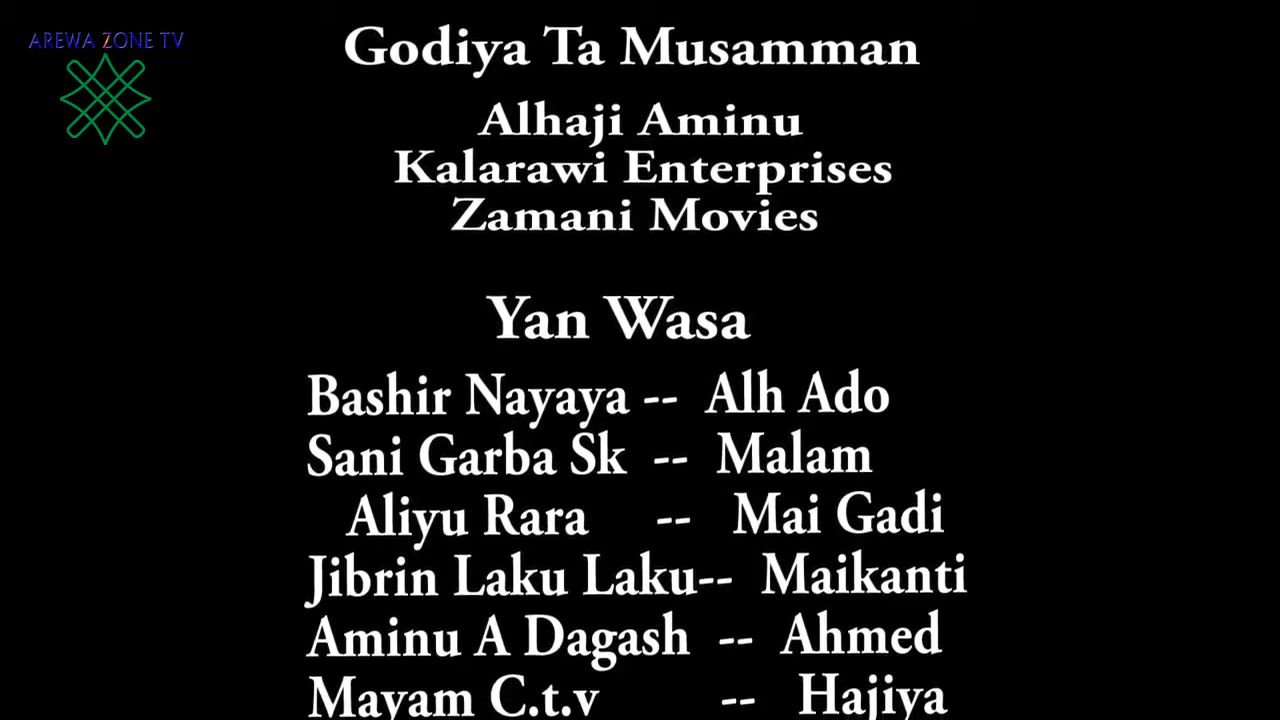 AREWA ZONE TV
Godiya Ta Musamman
Alhaji Aminu
Kalarawi Enterprises
Zamani Movies
Yan Wasa
Bashir Nayaya -- Alh Ado
Sani Garba Sk -- Malam
Aliyu Rara -- Mai Gadi
Jibrin Laku Laku-- Maikanti
Aminu A Dagash -- Ahmed
Mayam C.t.v -- Hajiya